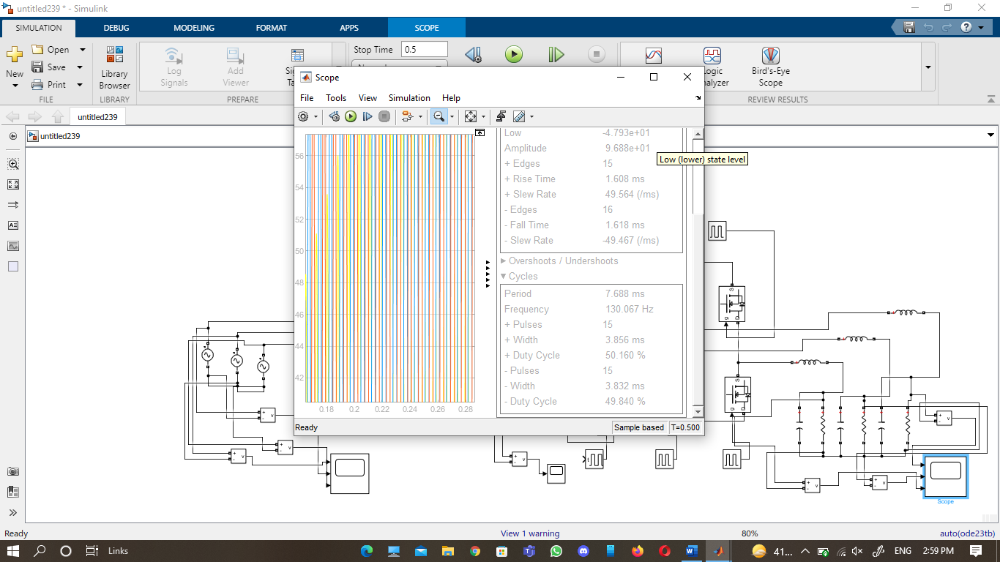 untitled239 * - Simulink
SIMULATION DEBUG MODELING FORMAT APPS SCOPE
New
Open
Save
Print
FILE
Library
Browser
LIBRARY
Log
Signals
Add
Viewer
PREPARE
Stop Time 0.5
Bird's-Eye
Scope
REVIEW RESULTS
untitled239
untitled239
Scope
File Tools View Simulation Help
56
54
52
50
48
46
44
42
0.18 0.2 0.22 0.24 0.26 0.28
Low -4.793e+01
Amplitude 9.688e+01
Low (lower) state level
+ Edges 15
+ Rise Time 1.608 ms
+ Slew Rate 49.564 (/ms)
- Edges 16
- Fall Time 1.618 ms
- Slew Rate -49.467 (/ms)
Overshoots / Undershoots
Cycles
Period 7.688 ms
Frequency 130.067 Hz
+ Pulses 15
+ Width 3.856 ms
+ Duty Cycle 50.160 %
- Pulses 15
- Width 3.832 ms
- Duty Cycle 49.840 %
Ready Sample based T=0.500
Scope
Ready View 1 warning 80% auto(ode23tb)
Links 41... ENG 2:59 PM